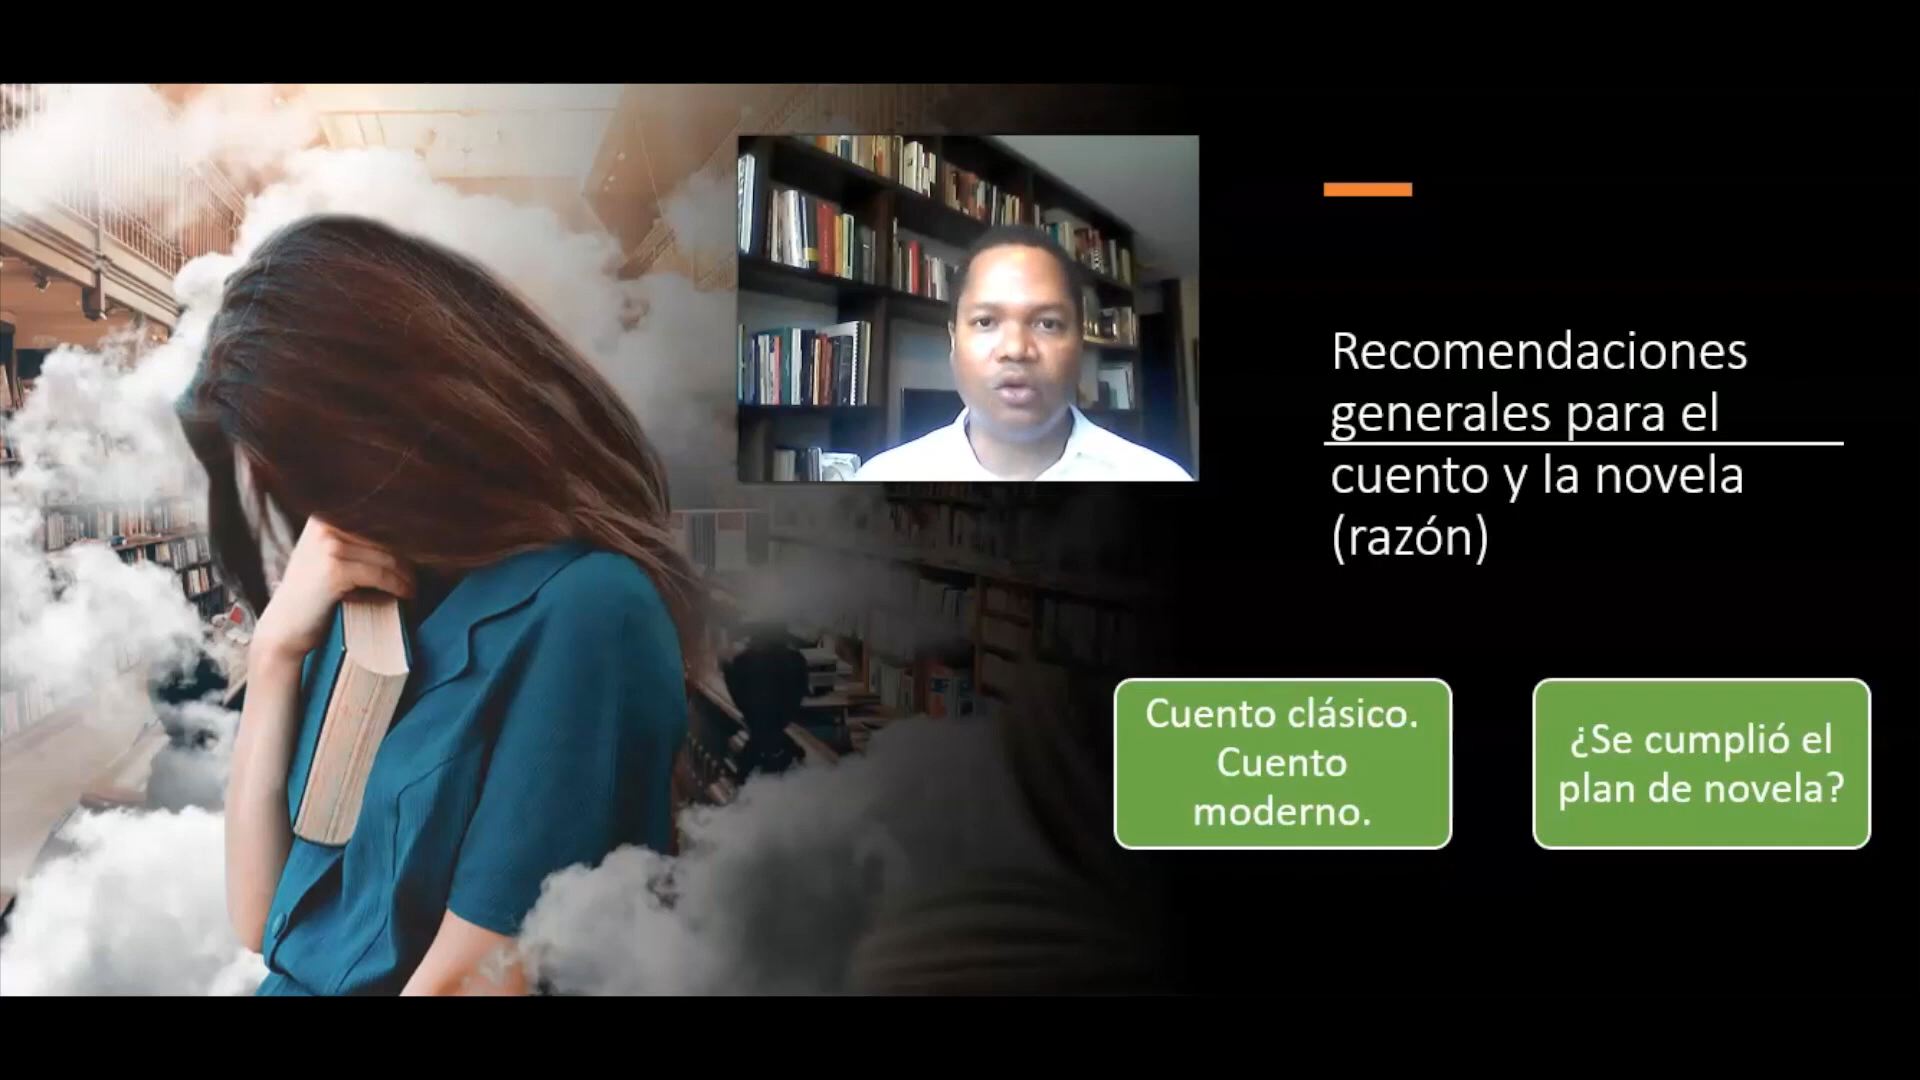 Recomendaciones
generales para el
cuento y la novela
(razón)
Cuento clásico.
Cuento
moderno.
¿Se cumplió el
plan de novela?